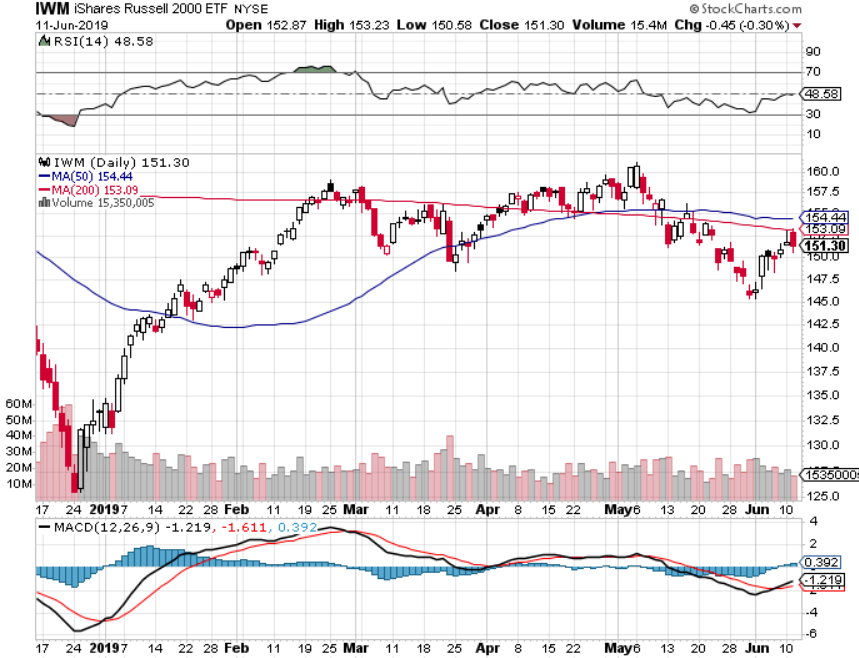 IWM iShares Russell 2000 ETF NYSE © StockCharts.com
11-Jun-2019 Open 152.87 High 153.23 Low 150.58 Close 151.30 Volume 15.4M Chg -0.45 (-0.30%)
RSI(14) 48.58
90
70
48.58
30
10
IWM (Daily) 151.30
MA(50) 154.44
MA(200) 153.09
Volume 15,350,005
160.0
157.5
154.44
153.09
151.30
150.0
147.5
145.0
142.5
140.0
137.5
135.0
132.5
130.0
125.0
60M
50M
40M
30M
20M
10M
15350005
17 24 2019 7 14 22 28 Feb 11 19 25 Mar 11 18 25 Apr 8 15 22 May 6 13 20 28 Jun 10
MACD(12,26,9) -1.219, -1.611, 0.392
4
2
0.392
-1.219
-4
-6
17 24 2019 7 14 22 28 Feb 11 19 25 Mar 11 18 25 Apr 8 15 22 May 6 13 20 28 Jun 10